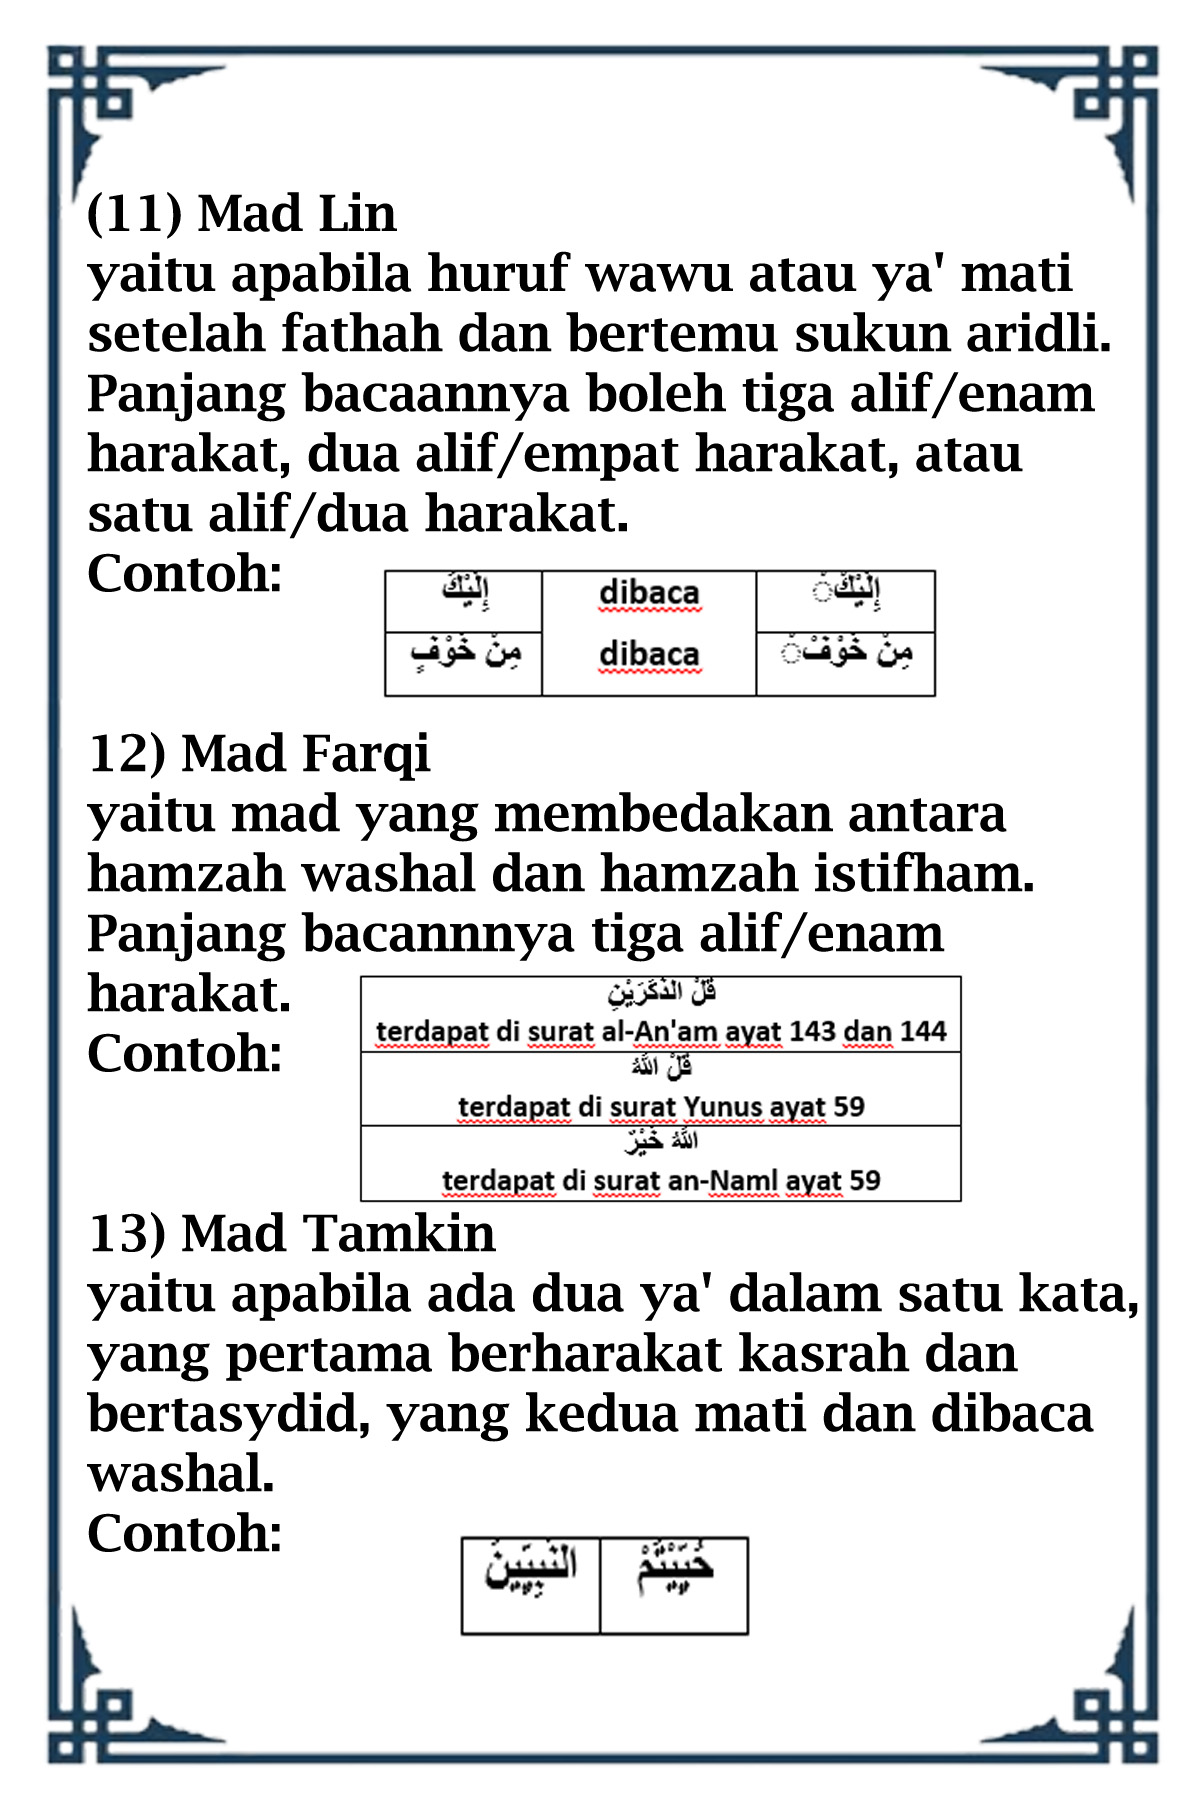 (11) Mad Lin
yaitu apabila huruf wawu atau ya' mati
setelah fathah dan bertemu sukun aridli.
Panjang bacaannya boleh tiga alif/enam
harakat, dua alif/empat harakat, atau
satu alif/dua harakat.
Contoh:
إِلَيْكَ dibaca إِلَيْكْ
مِنْ خَوْفٍ dibaca مِنْ خَوْفْ
12) Mad Farqi
yaitu mad yang membedakan antara
hamzah washal dan hamzah istifham.
Panjang bacannnya tiga alif/enam
harakat.
Contoh:
قُلْ الذَّكَرَيْنِ
terdapat di surat al-An'am ayat 143 dan 144
قُلْ اللهُ
terdapat di surat Yunus ayat 59
اللهُ خَيْرٌ
terdapat di surat an-Naml ayat 59
13) Mad Tamkin
yaitu apabila ada dua ya' dalam satu kata,
yang pertama berharakat kasrah dan
bertasydid, yang kedua mati dan dibaca
washal.
Contoh:
حُيِّيْتُمْ النَّبِيِّينَ